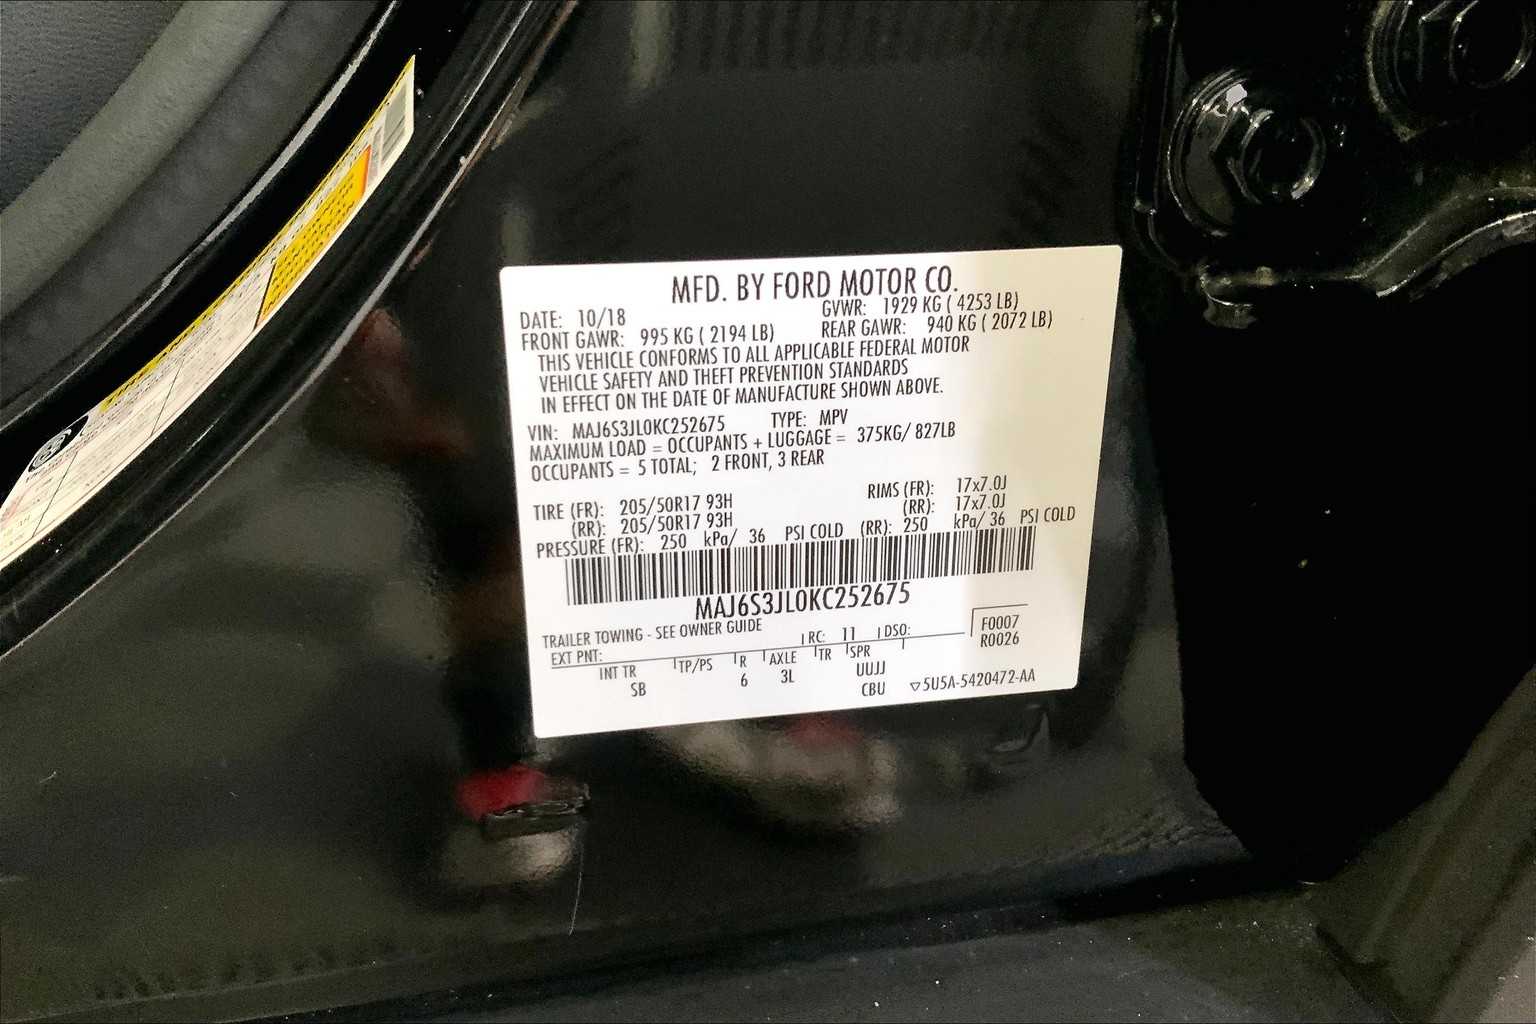 MFD. BY FORD MOTOR CO.
DATE: 10/18 GVWR: 1929 KG ( 4253 LB)
FRONT GAWR: 995 KG ( 2194 LB) REAR GAWR: 940 KG ( 2072 LB)
THIS VEHICLE CONFORMS TO ALL APPLICABLE FEDERAL MOTOR
VEHICLE SAFETY AND THEFT PREVENTION STANDARDS
IN EFFECT ON THE DATE OF MANUFACTURE SHOWN ABOVE.
VIN: MAJ6S3JL0KC252675 TYPE: MPV
MAXIMUM LOAD = OCCUPANTS + LUGGAGE = 375KG/ 827LB
OCCUPANTS = 5 TOTAL; 2 FRONT, 3 REAR
TIRE (FR): 205/50R17 93H RIMS (FR): 17x7.0J
(RR): 205/50R17 93H (RR): 17x7.0J
PRESSURE (FR): 250 kPa/ 36 PSI COLD (RR): 250 kPa/ 36 PSI COLD
MAJ6S3JL0KC252675
TRAILER TOWING - SEE OWNER GUIDE
EXT PNT: RC: 11 DSO: F0007
R0026
INT TR TP/PS R AXLE TR SPR
SB 6 3L UUJJ
CBU ▽5U5A-5420472-AA